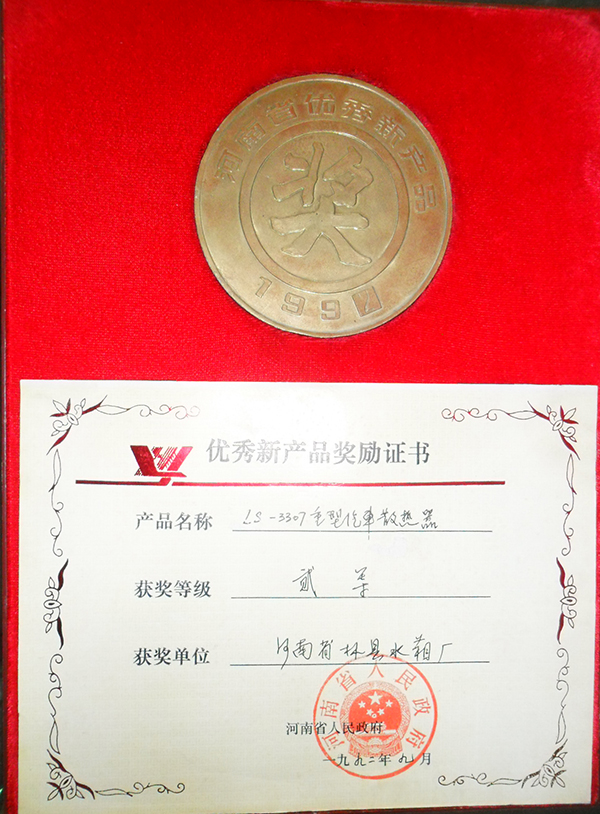 河南省优秀新产品
奖
199
优秀新产品奖励证书
产品名称 LS-3307重型汽车散热器
获奖等级 贰等
获奖单位 河南省林县水箱厂
河南省人民政府
河南省人民政府
一九九二年九月